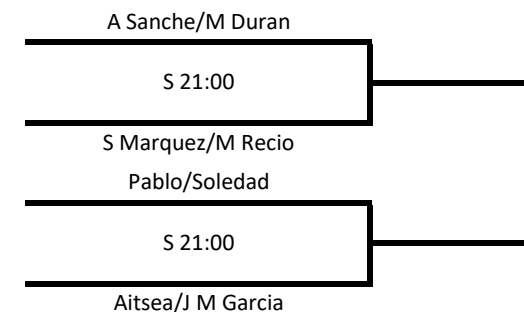 A Sanche/M Duran
S 21:00
S Marquez/M Recio
Pablo/Soledad
S 21:00
Aitsea/J M Garcia